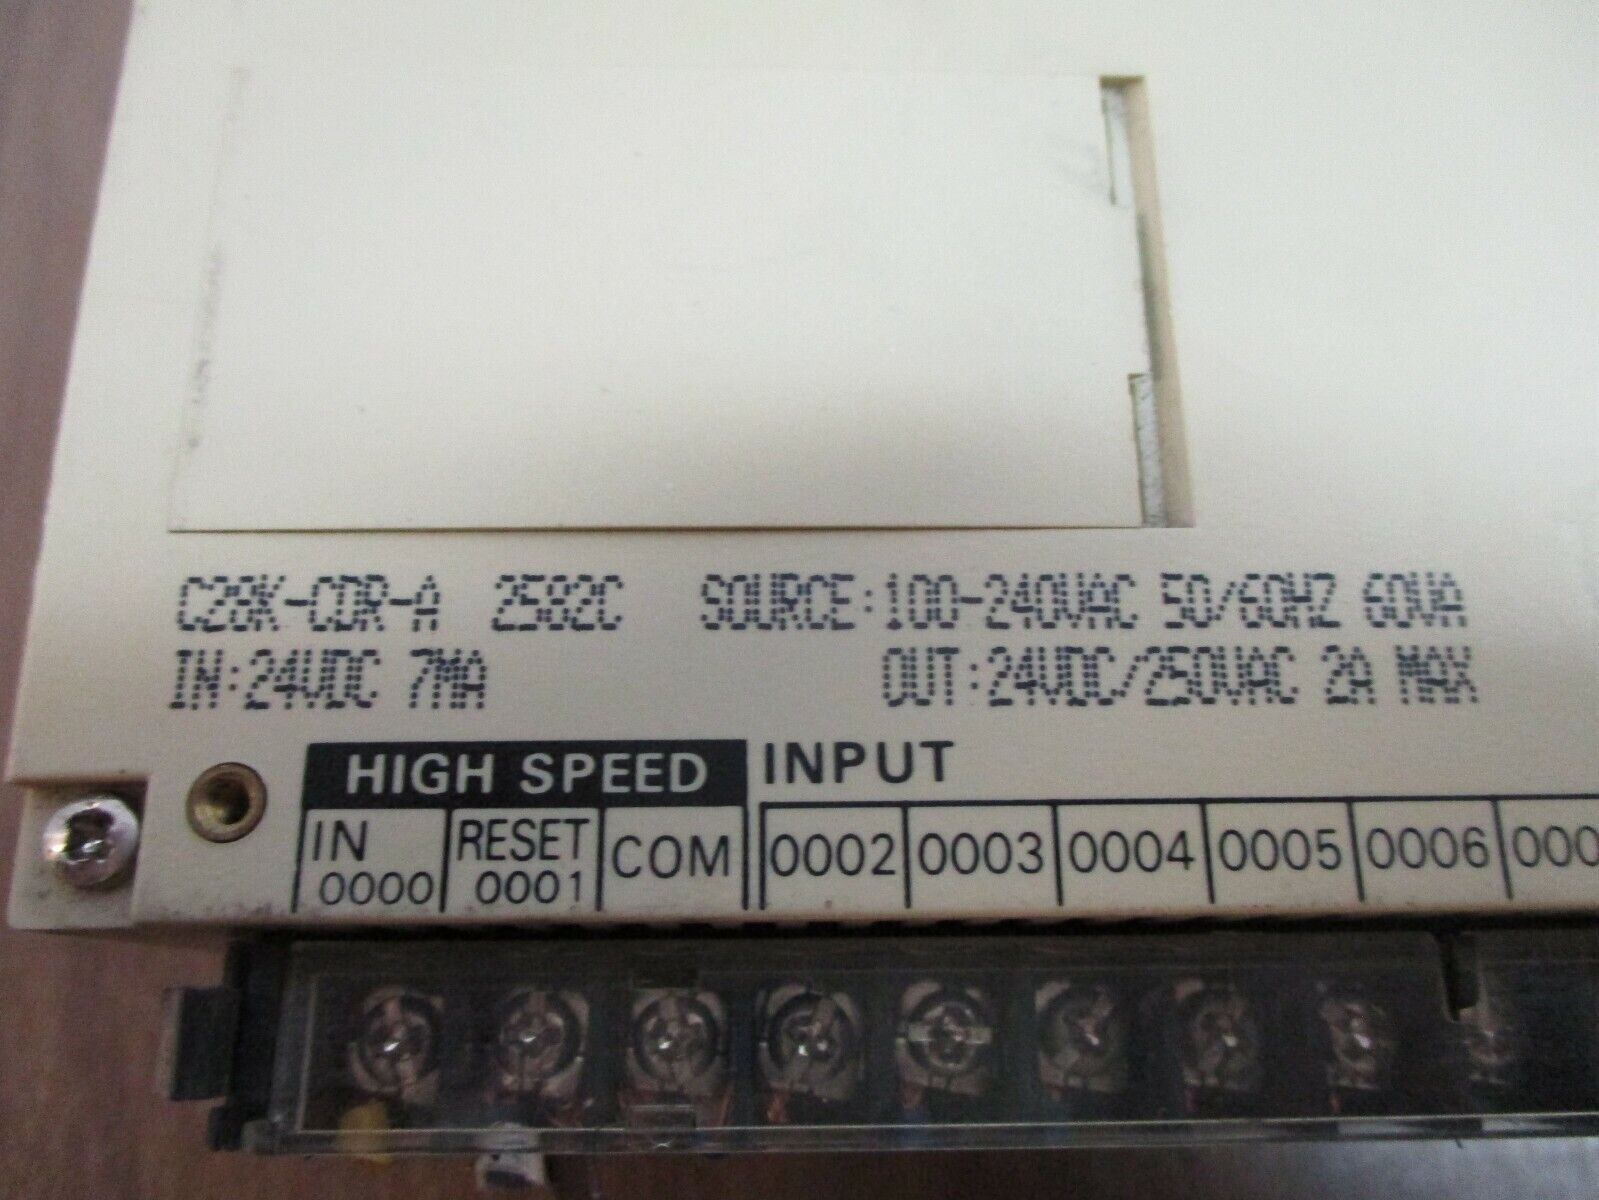 C28K-CDR-A 2582C SOURCE:100-240VAC 50/60HZ 60VA
IN:24VDC 7MA OUT:24VDC/250VAC 2A MAX
HIGH SPEED INPUT
IN 0000 RESET 0001 COM 0002 0003 0004 0005 0006 000